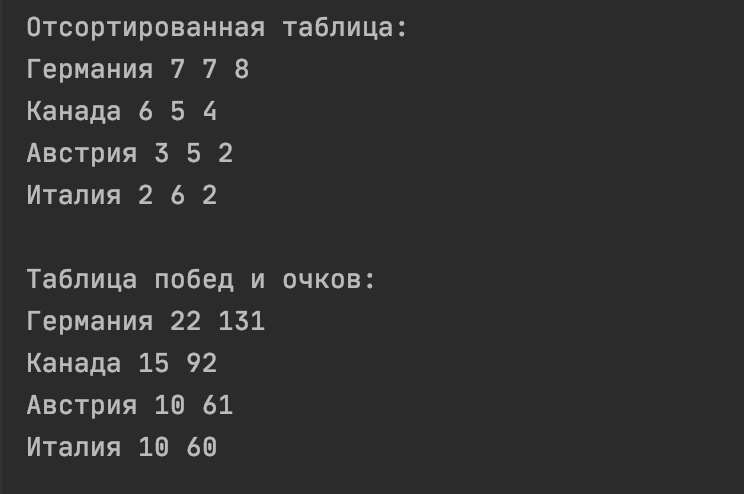 Отсортированная таблица:
Германия 7 7 8
Канада 6 5 4
Австрия 3 5 2
Италия 2 6 2
Таблица побед и очков:
Германия 22 131
Канада 15 92
Австрия 10 61
Италия 10 60